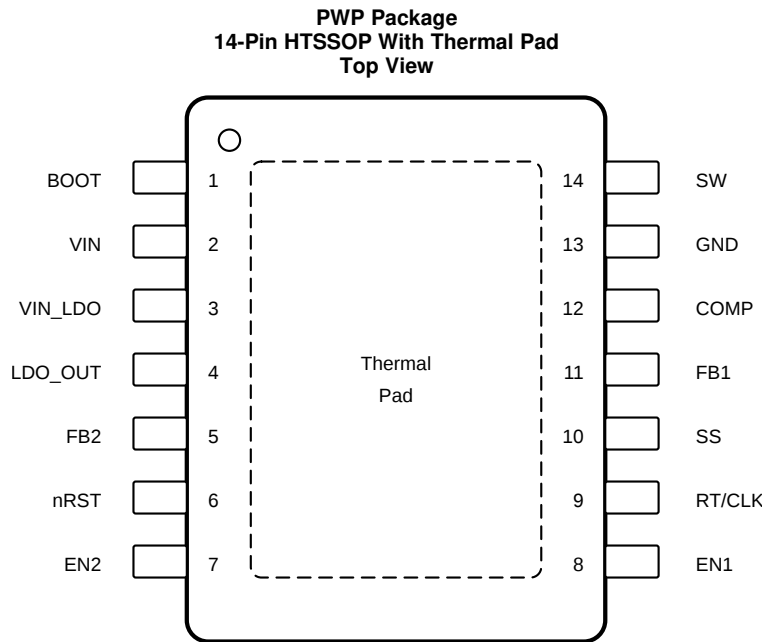 PWP Package
14-Pin HTSSOP With Thermal Pad
Top View
BOOT 1 14 SW
VIN 2 13 GND
VIN_LDO 3 12 COMP
LDO_OUT 4 11 FB1
Thermal
Pad
FB2 5 10 SS
nRST 6 9 RT/CLK
EN2 7 8 EN1